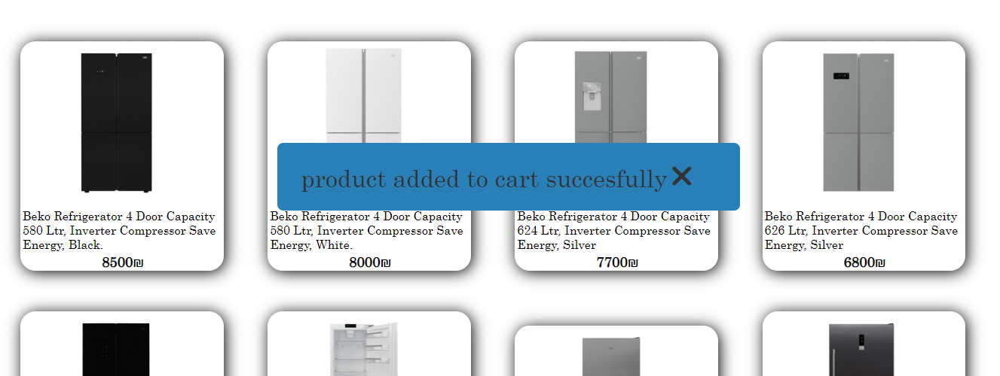 product added to cart succesfully
Beko Refrigerator 4 Door Capacity
580 Ltr, Inverter Compressor Save
Energy, Black.
8500₪
Beko Refrigerator 4 Door Capacity
580 Ltr, Inverter Compressor Save
Energy, White.
8000₪
Beko Refrigerator 4 Door Capacity
624 Ltr, Inverter Compressor Save
Energy, Silver
7700₪
Beko Refrigerator 4 Door Capacity
626 Ltr, Inverter Compressor Save
Energy, Silver
6800₪